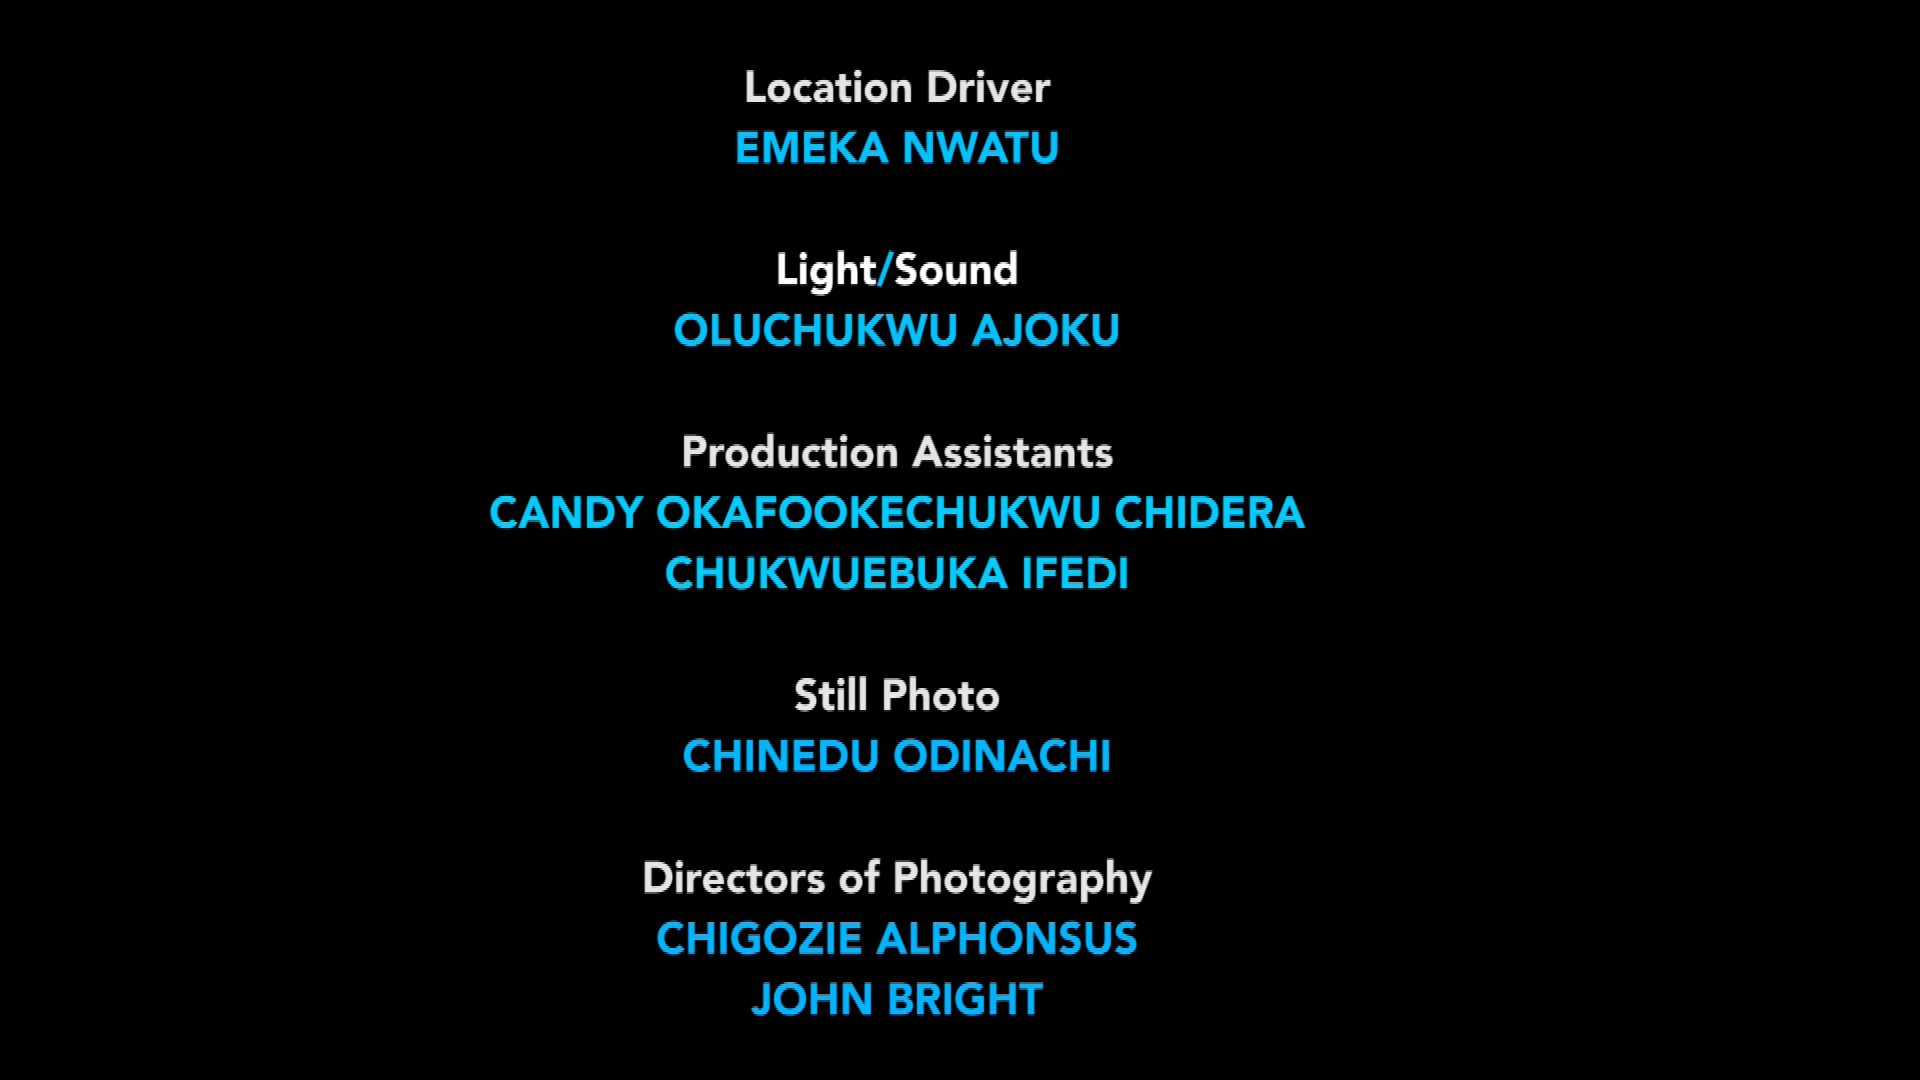 Location Driver
EMEKA NWATU
Light/Sound
OLUCHUKWU AJOKU
Production Assistants
CANDY OKAFOOKECHUKWU CHIDERA
CHUKWUEBUKA IFEDI
Still Photo
CHINEDU ODINACHI
Directors of Photography
CHIGOZIE ALPHONSUS
JOHN BRIGHT